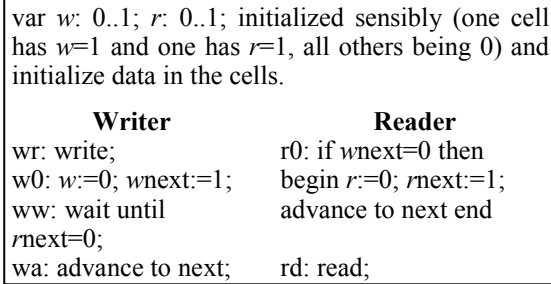 var w: 0..1; r: 0..1; initialized sensibly (one cell
has w=1 and one has r=1, all others being 0) and
initialize data in the cells.
Writer Reader
wr: write; r0: if wnext=0 then
w0: w:=0; wnext:=1; begin r:=0; rnext:=1;
ww: wait until advance to next end
rnext=0;
wa: advance to next; rd: read;